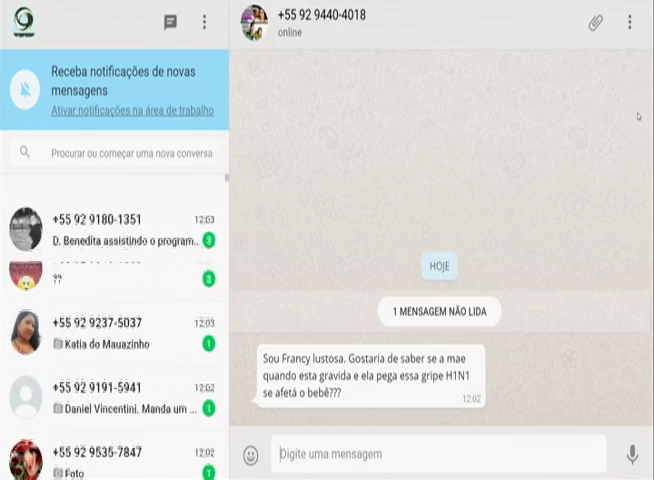 +55 92 9440-4018
online
Receba notificações de novas
mensagens
Ativar notificações na área de trabalho
Procurar ou começar uma nova conversa
+55 92 9180-1351 12:03
D. Benedita assistindo o program... 3
?? 3
+55 92 9237-5037 12:03
Katia do Mauazinho 1
+55 92 9191-5941 12:02
Daniel Vincentini. Manda um ... 1
+55 92 9535-7847 12:02
Foto 1
HOJE
1 MENSAGEM NÃO LIDA
Sou Francy lustosa. Gostaria de saber se a mae
quando esta gravida e ela pega essa gripe H1N1
se afetá o bebê???
12:02
Digite uma mensagem